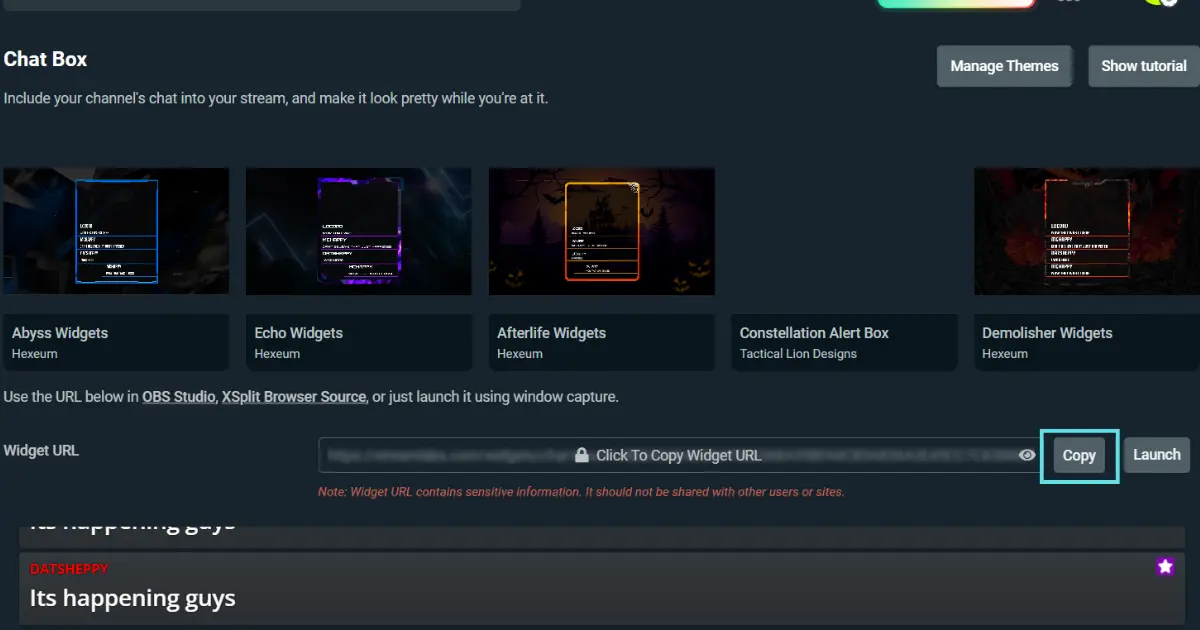 Chat Box
Manage Themes
Show tutorial
Include your channel's chat into your stream, and make it look pretty while you're at it.
Abyss Widgets
Hexeum
Echo Widgets
Hexeum
Afterlife Widgets
Hexeum
Constellation Alert Box
Tactical Lion Designs
Demolisher Widgets
Hexeum
Use the URL below in OBS Studio, XSplit Browser Source, or just launch it using window capture.
Widget URL
Click To Copy Widget URL
Copy
Launch
Note: Widget URL contains sensitive information. It should not be shared with other users or sites.
Its happening guys
DATSHEPPY
Its happening guys